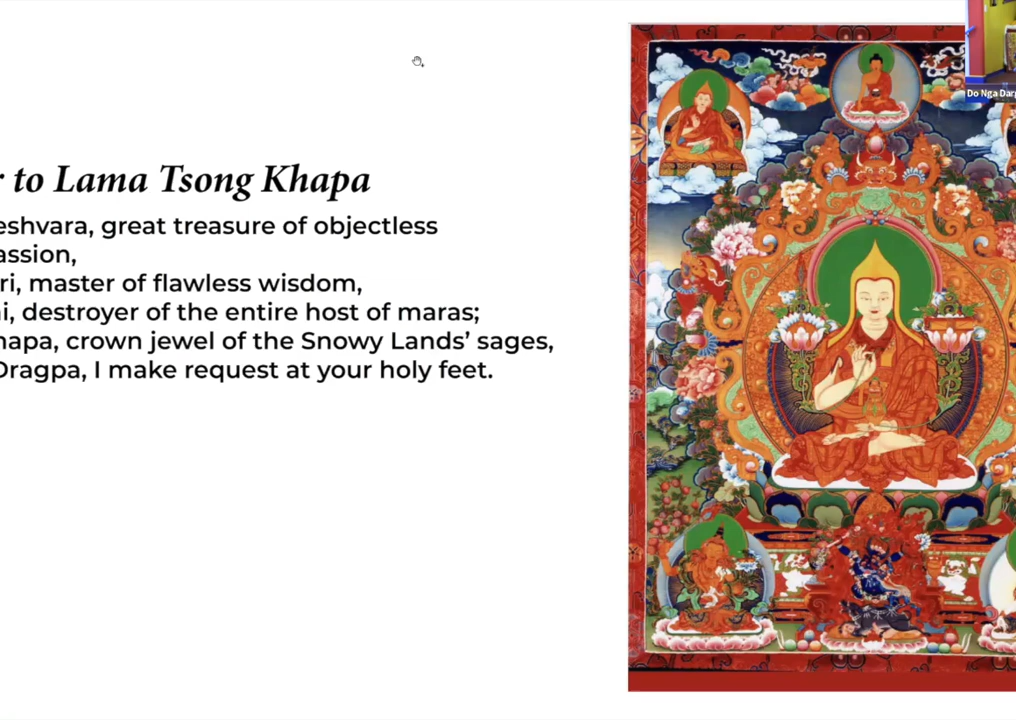 r to Lama Tsong Khapa
eshvara, great treasure of objectless
assion,
ri, master of flawless wisdom,
ni, destroyer of the entire host of maras;
hapa, crown jewel of the Snowy Lands’ sages,
Dragpa, I make request at your holy feet.
Do Nga Darg